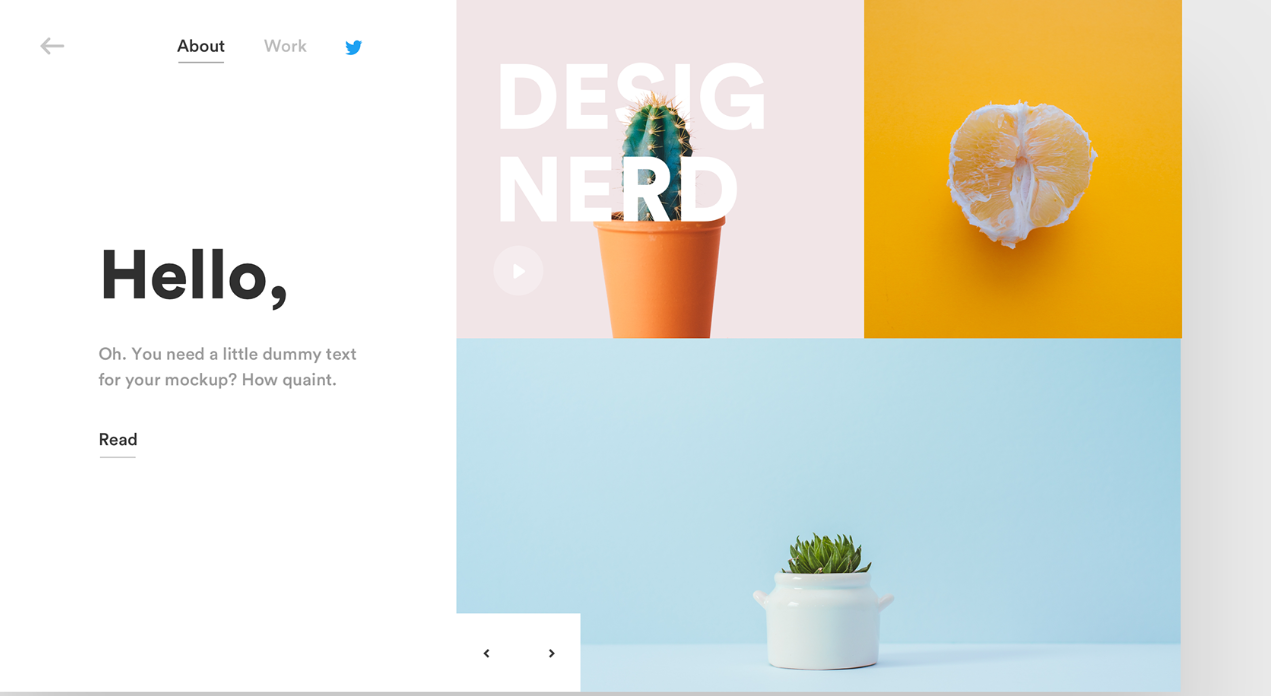 About Work
Hello,
Oh. You need a little dummy text
for your mockup? How quaint.
Read
DESIG
NERD